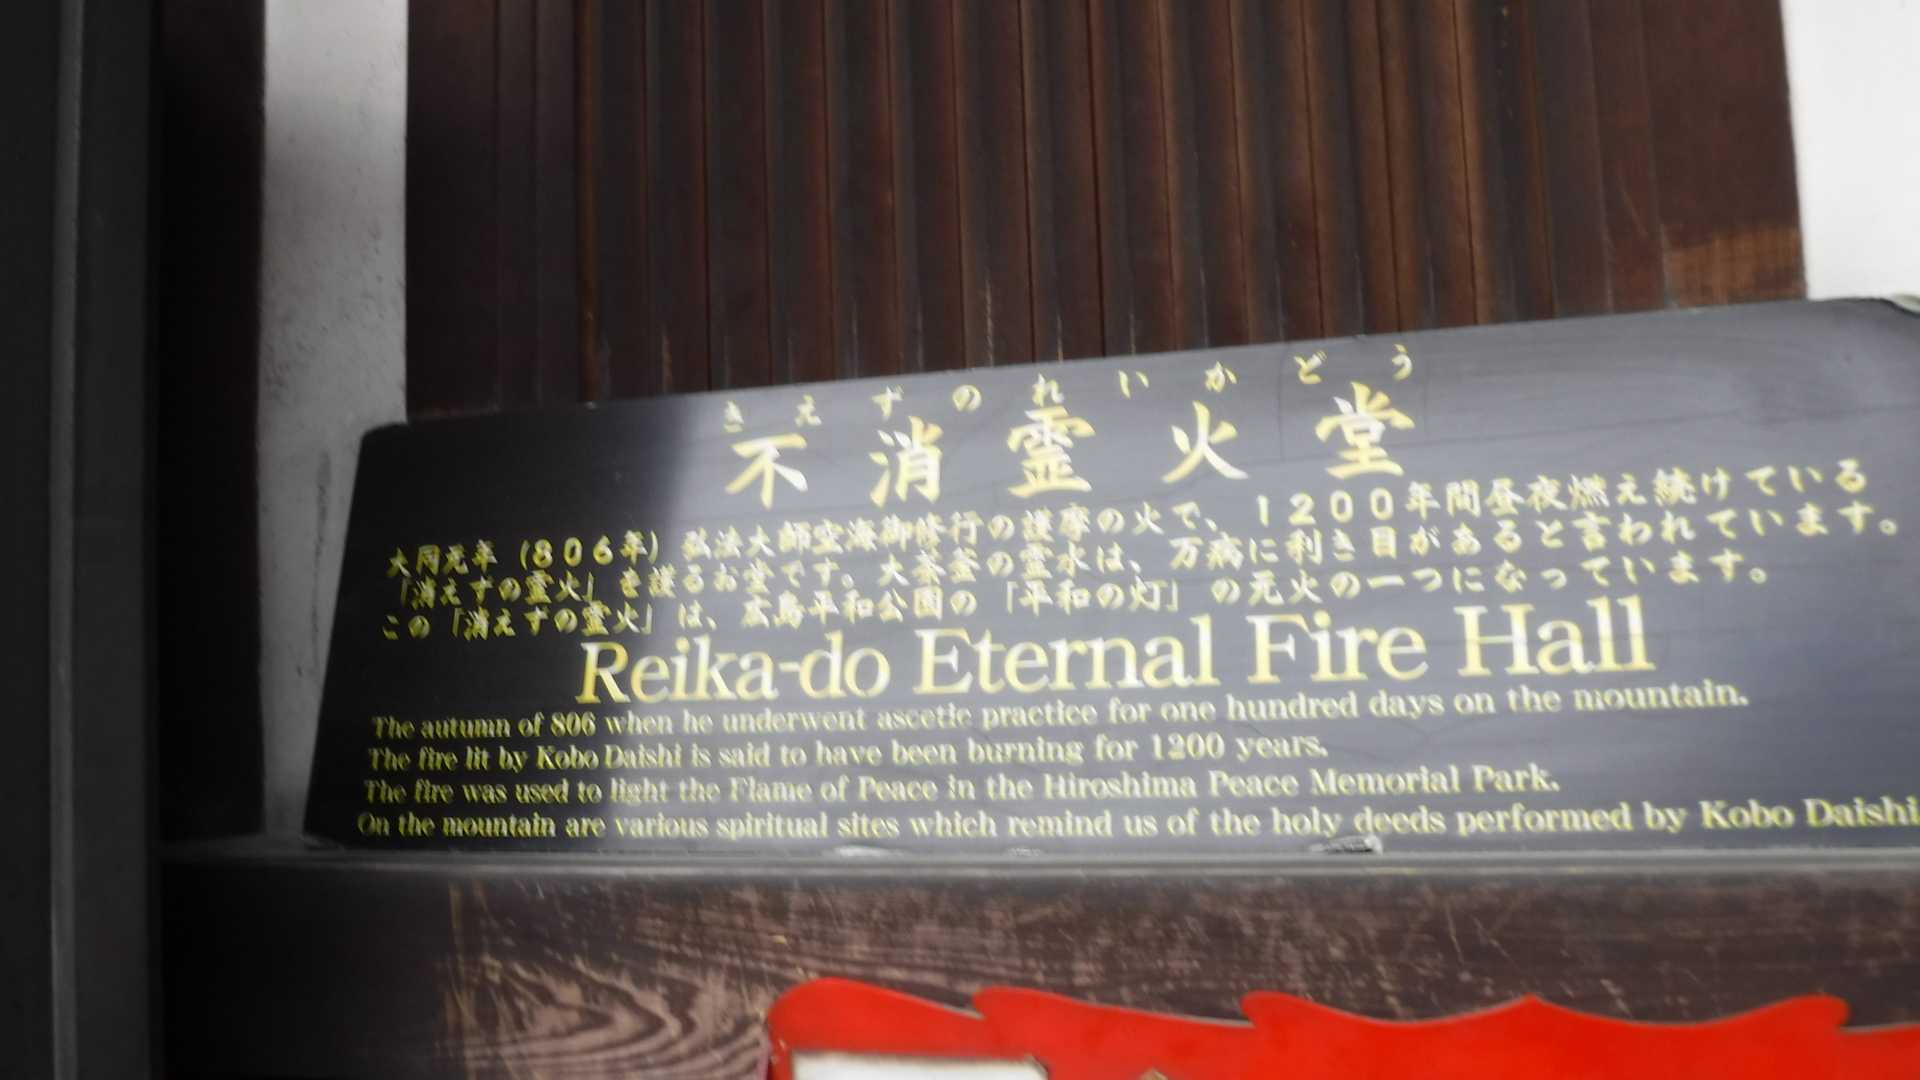 きえずのれいかどう
不消霊火堂
大同元年（８０６年）弘法大師空海御修行の護摩の火で、１２００年間昼夜燃え続けている
「消えずの霊火」を護るお堂です。大茶釜の霊水は、万病に利き目があると言われています。
この「消えずの霊火」は、広島平和公園の「平和の灯」の元火の一つになっています。
Reika-do Eternal Fire Hall
The autumn of 806 when he underwent ascetic practice for one hundred days on the mountain.
The fire lit by Kobo Daishi is said to have been burning for 1200 years.
The fire was used to light the Flame of Peace in the Hiroshima Peace Memorial Park.
On the mountain are various spiritual sites which remind us of the holy deeds performed by Kobo Daishi